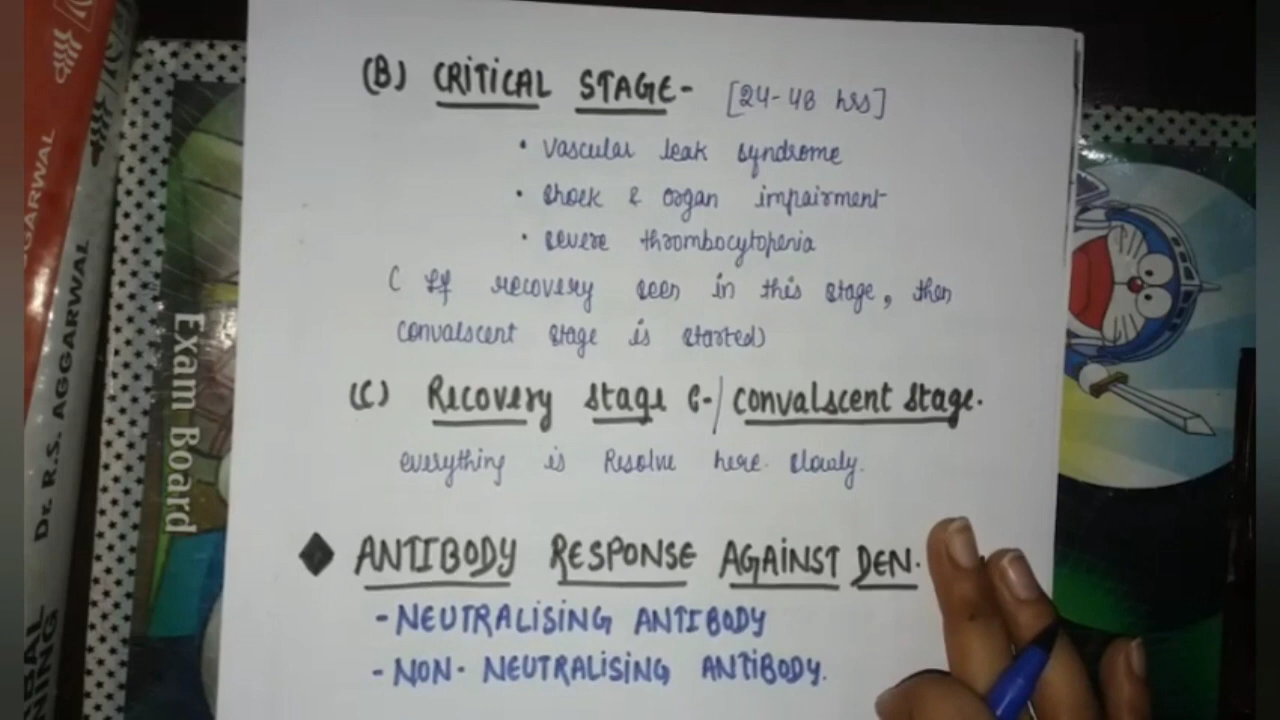 (B) CRITICAL STAGE- [24-48 hrs]
• vascular leak syndrome
• shock & organ impairment
• severe thrombocytopenia
( If recovery seen in this stage, then
convalscent stage is started)
(C) Recovery stage :-/ convalscent stage.
everything is Resolve here slowly.
◆ ANTIBODY RESPONSE AGAINST DEN.
- NEUTRALISING ANTIBODY
- NON- NEUTRALISING ANTIBODY.
Exam Board
Dr. R.S. AGGARWAL
GARWAL